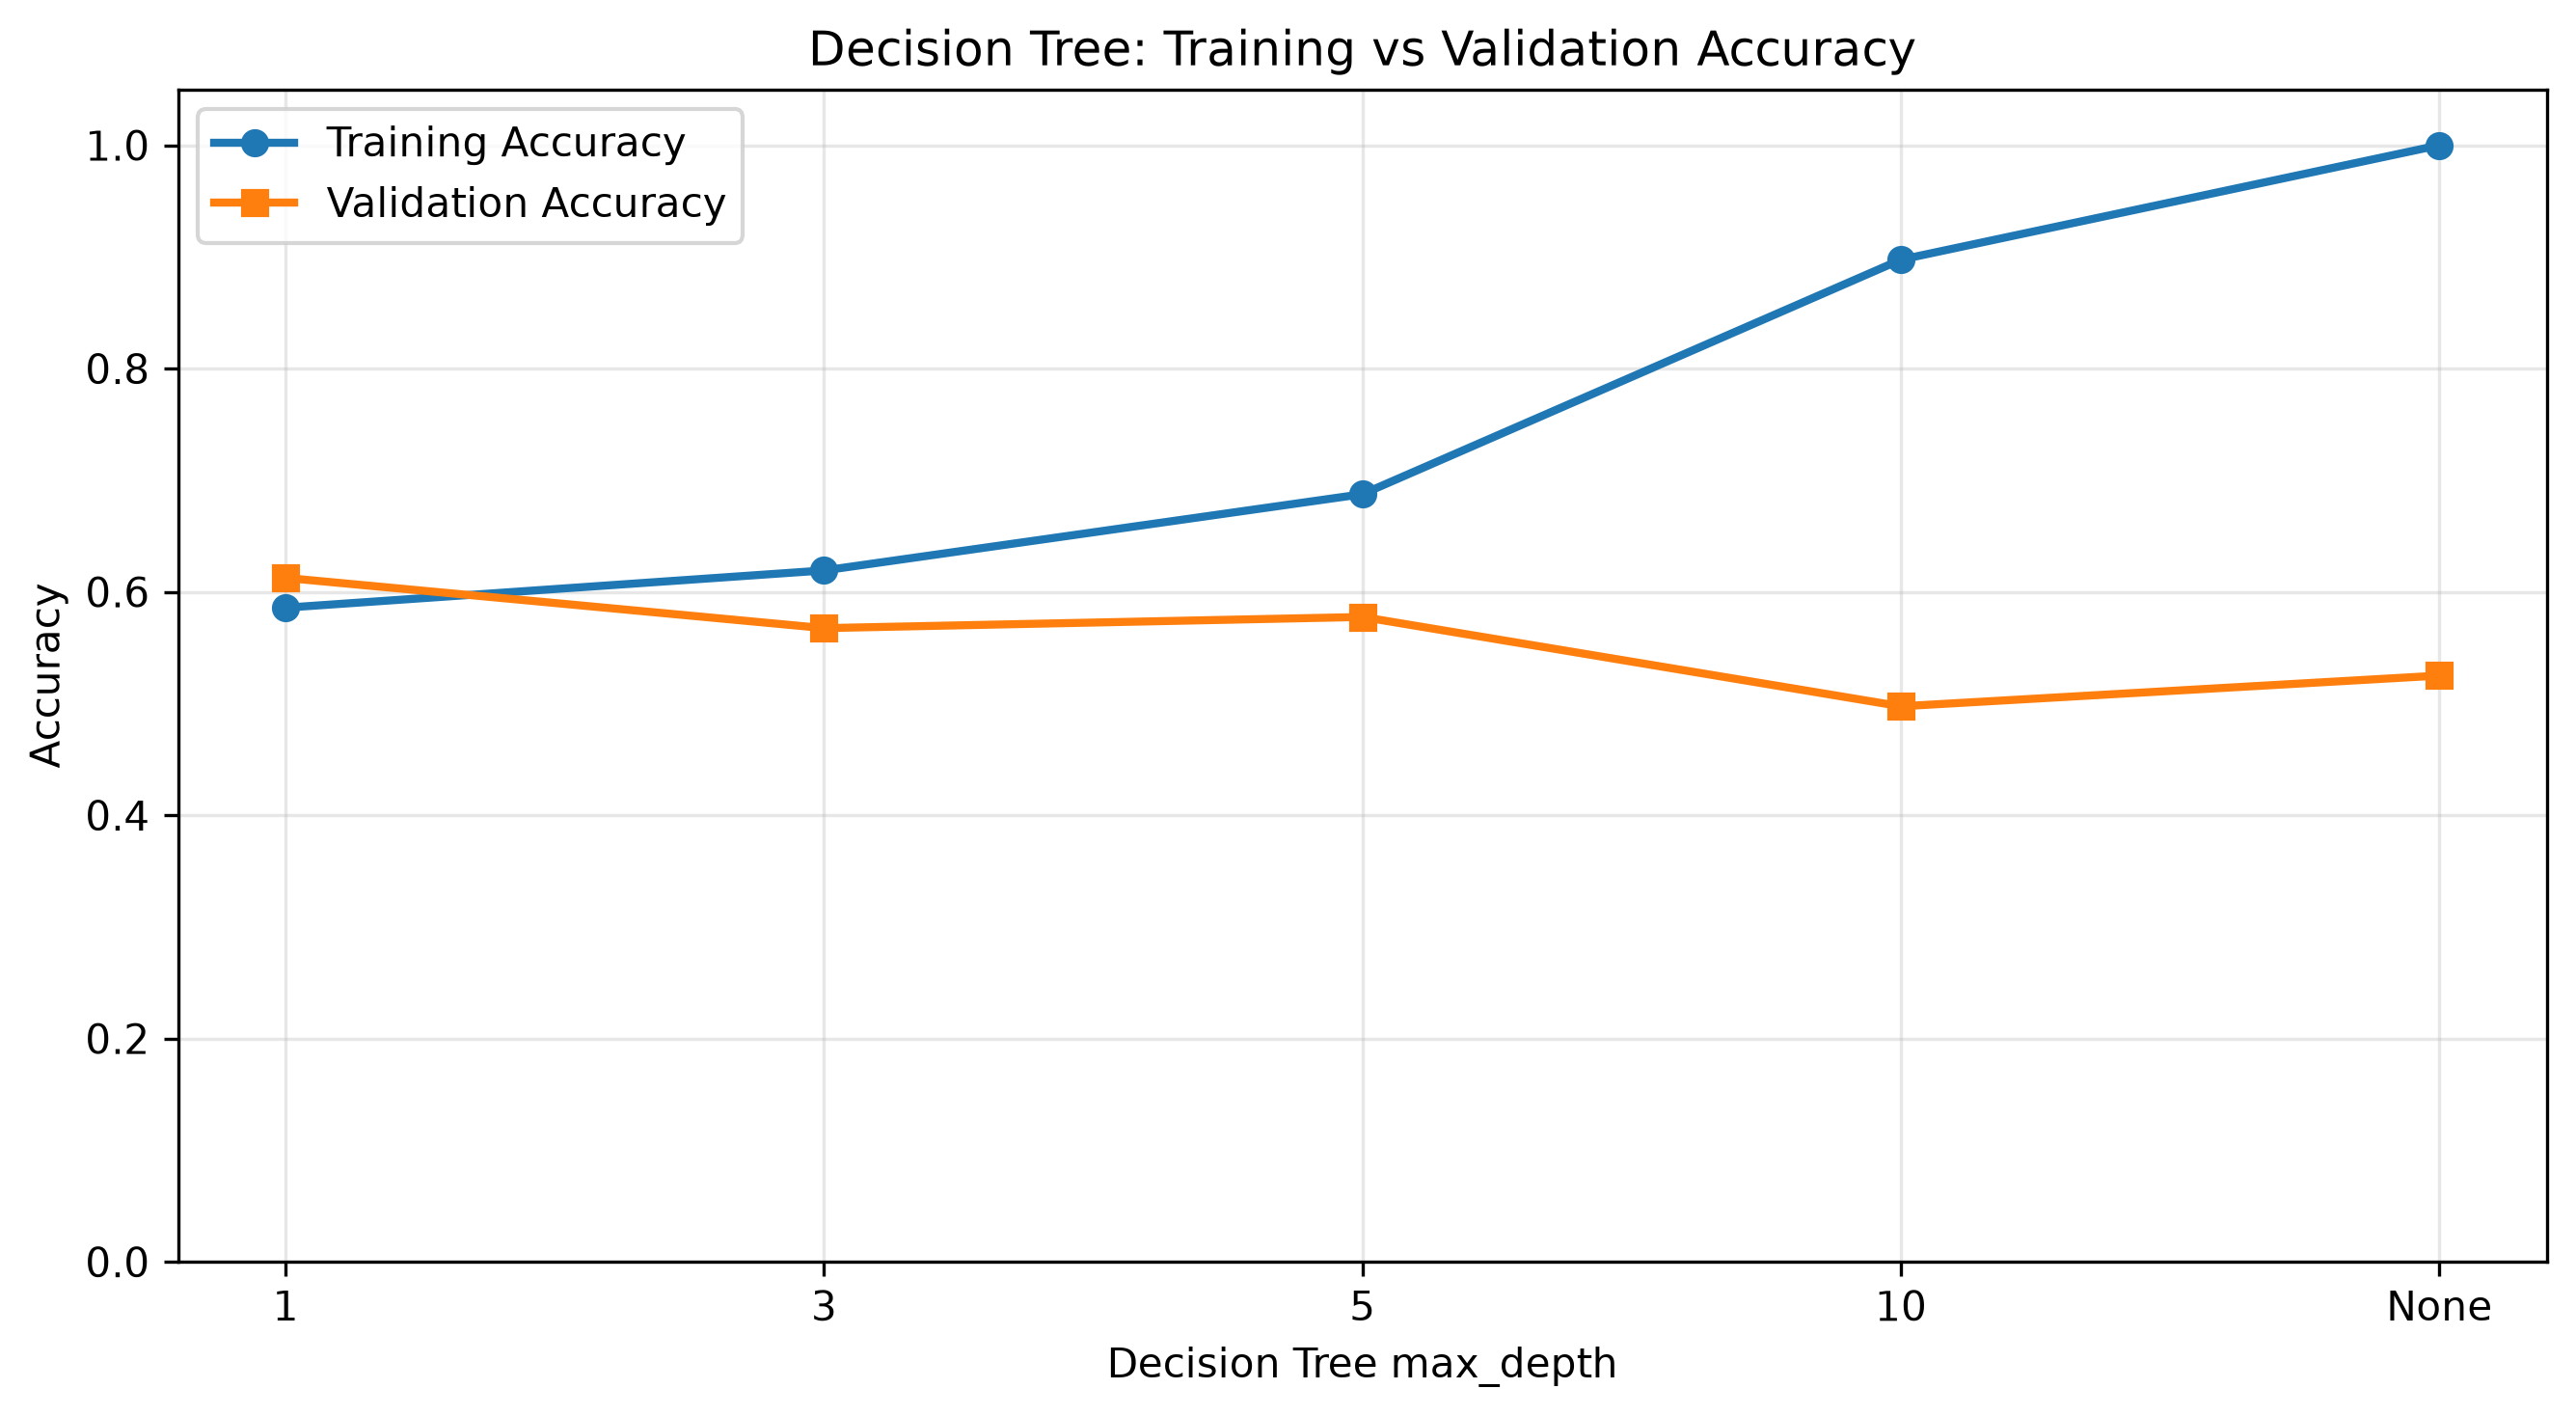 Decision Tree: Training vs Validation Accuracy
Training Accuracy
Validation Accuracy
1.0
0.8
0.6
0.4
0.2
0.0
Accuracy
1 3 5 10 None
Decision Tree max_depth